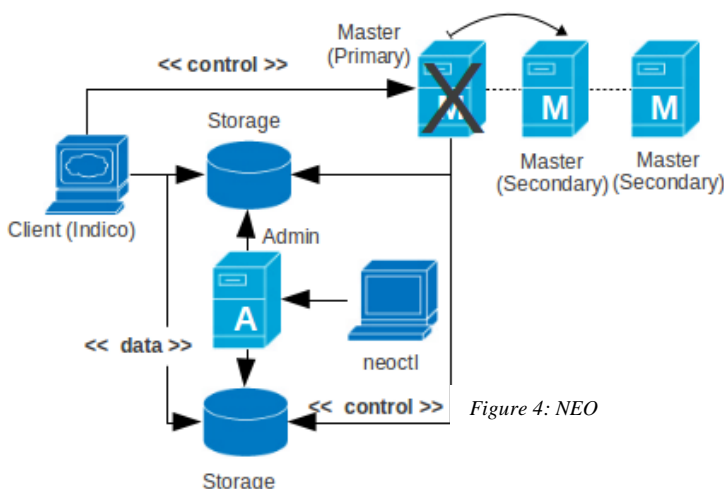 Master
(Primary)
<< control >>
M
M
M
Storage
Master
(Secondary)
Master
(Secondary)
Client (Indico)
Admin
A
<< data >>
neoctl
<< control >>
Figure 4: NEO
Storage